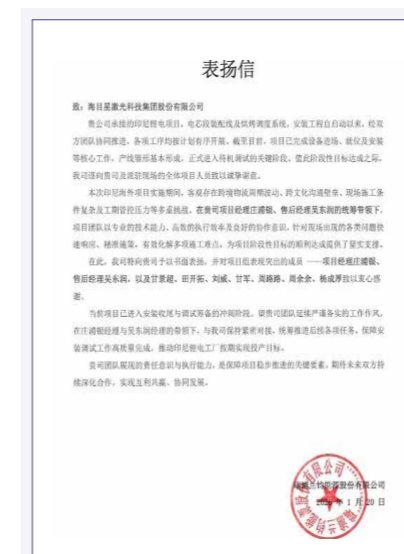 表扬信
致：海目星激光科技集团股份有限公司
贵公司承接的印尼锂电项目，电芯装配线及烘烤调度系统，安装工程自启动以来，经双
方团队协同推进，各项工序均按计划有序开展。截至目前，项目已完成设备进场、就位及安装
等核心工作，产线雏形基本形成，正式进入待机调试的关键阶段。值此阶段性目标达成之际，
我司谨向贵司及派驻现场的全体项目人员致以诚挚谢意。
本次印尼海外项目实施期间，客观存在跨境物流周期波动、跨文化沟通壁垒、现场施工条
件复杂及工期管控压力等多重挑战。在贵司项目经理庄浦银、售后经理吴东润的统筹带领下，
项目团队以专业的技术能力、高效的执行效率及良好的协作意识，针对现场出现的各类问题快
速响应、精准施策，有效化解多项施工难点，为项目阶段性目标的顺利达成提供了坚实支撑。
在此，我司特向贵司予以书面表扬，并对项目组表现突出的成员 ——项目经理庄浦银、
售后经理吴东润，以及甘景超、田开拓、刘威、甘军、周路路、周余余、杨成厚致以衷心感
谢。
当前项目已进入安装收尾与调试筹备的冲刺阶段，望贵司团队延续严谨务实的工作作风，
在庄浦银经理与吴东润经理的带领下，与我司保持紧密对接，统筹推进后续各项任务，保障安
装调试工作高质量完成，推动印尼锂电工厂按期实现投产目标。
贵司团队展现的责任意识与执行能力，是保障项目稳步推进的关键要素，期待未来双方持
续深化合作，实现互利共赢、协同发展。
兰钧能源股份有限公司
年 1 月 20 日